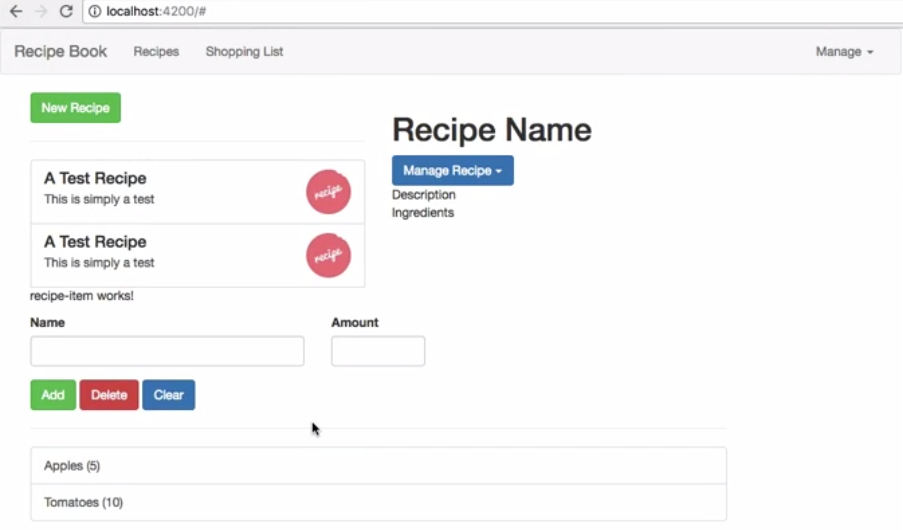 localhost:4200/#
Recipe Book Recipes Shopping List Manage
New Recipe
Recipe Name
Manage Recipe
Description
Ingredients
A Test Recipe
This is simply a test
recipe
A Test Recipe
This is simply a test
recipe
recipe-item works!
Name Amount
Add Delete Clear
Apples (5)
Tomatoes (10)